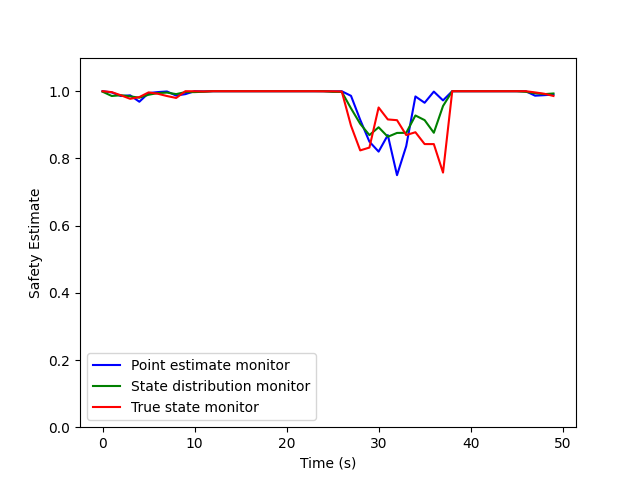 1.0
0.8
0.6
0.4
0.2
0.0
Safety Estimate
Point estimate monitor
State distribution monitor
True state monitor
0 10 20 30 40 50
Time (s)